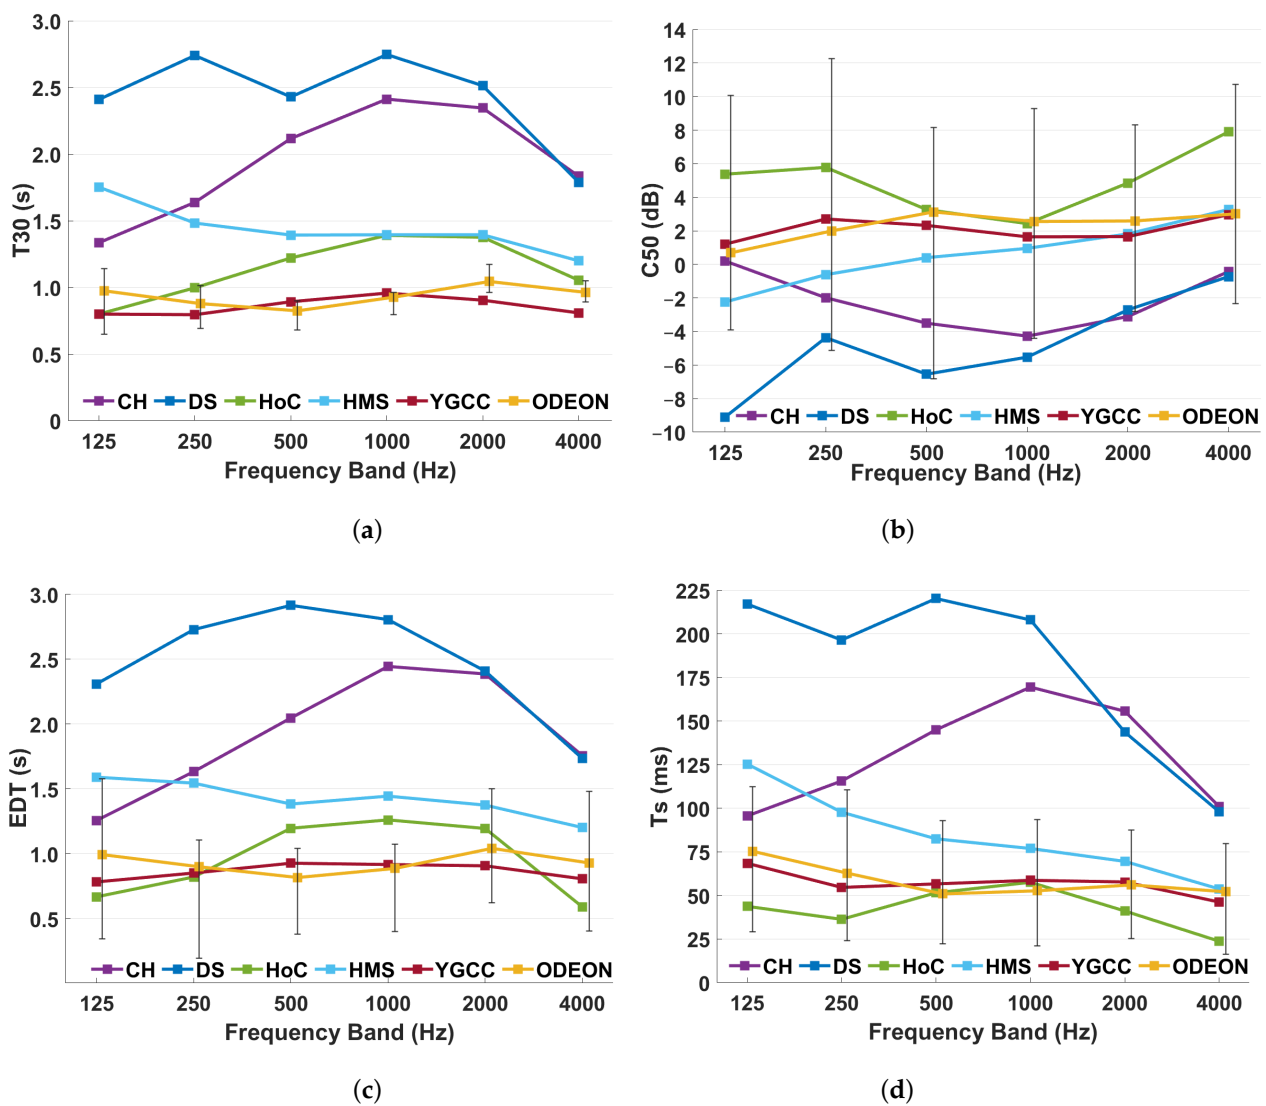 3.0
2.5
2.0
1.5
1.0
0.5
0
T30 (s)
CH DS HoC HMS YGCC ODEON
125 250 500 1000 2000 4000
Frequency Band (Hz)
(a)
14
12
10
8
6
4
2
0
−2
−4
−6
−8
−10
C50 (dB)
CH DS HoC HMS YGCC ODEON
125 250 500 1000 2000 4000
Frequency Band (Hz)
(b)
3.0
2.5
2.0
1.5
1.0
0.5
EDT (s)
CH DS HoC HMS YGCC ODEON
125 250 500 1000 2000 4000
Frequency Band (Hz)
(c)
225
200
175
150
125
100
75
50
25
0
Ts (ms)
CH DS HoC HMS YGCC ODEON
125 250 500 1000 2000 4000
Frequency Band (Hz)
(d)